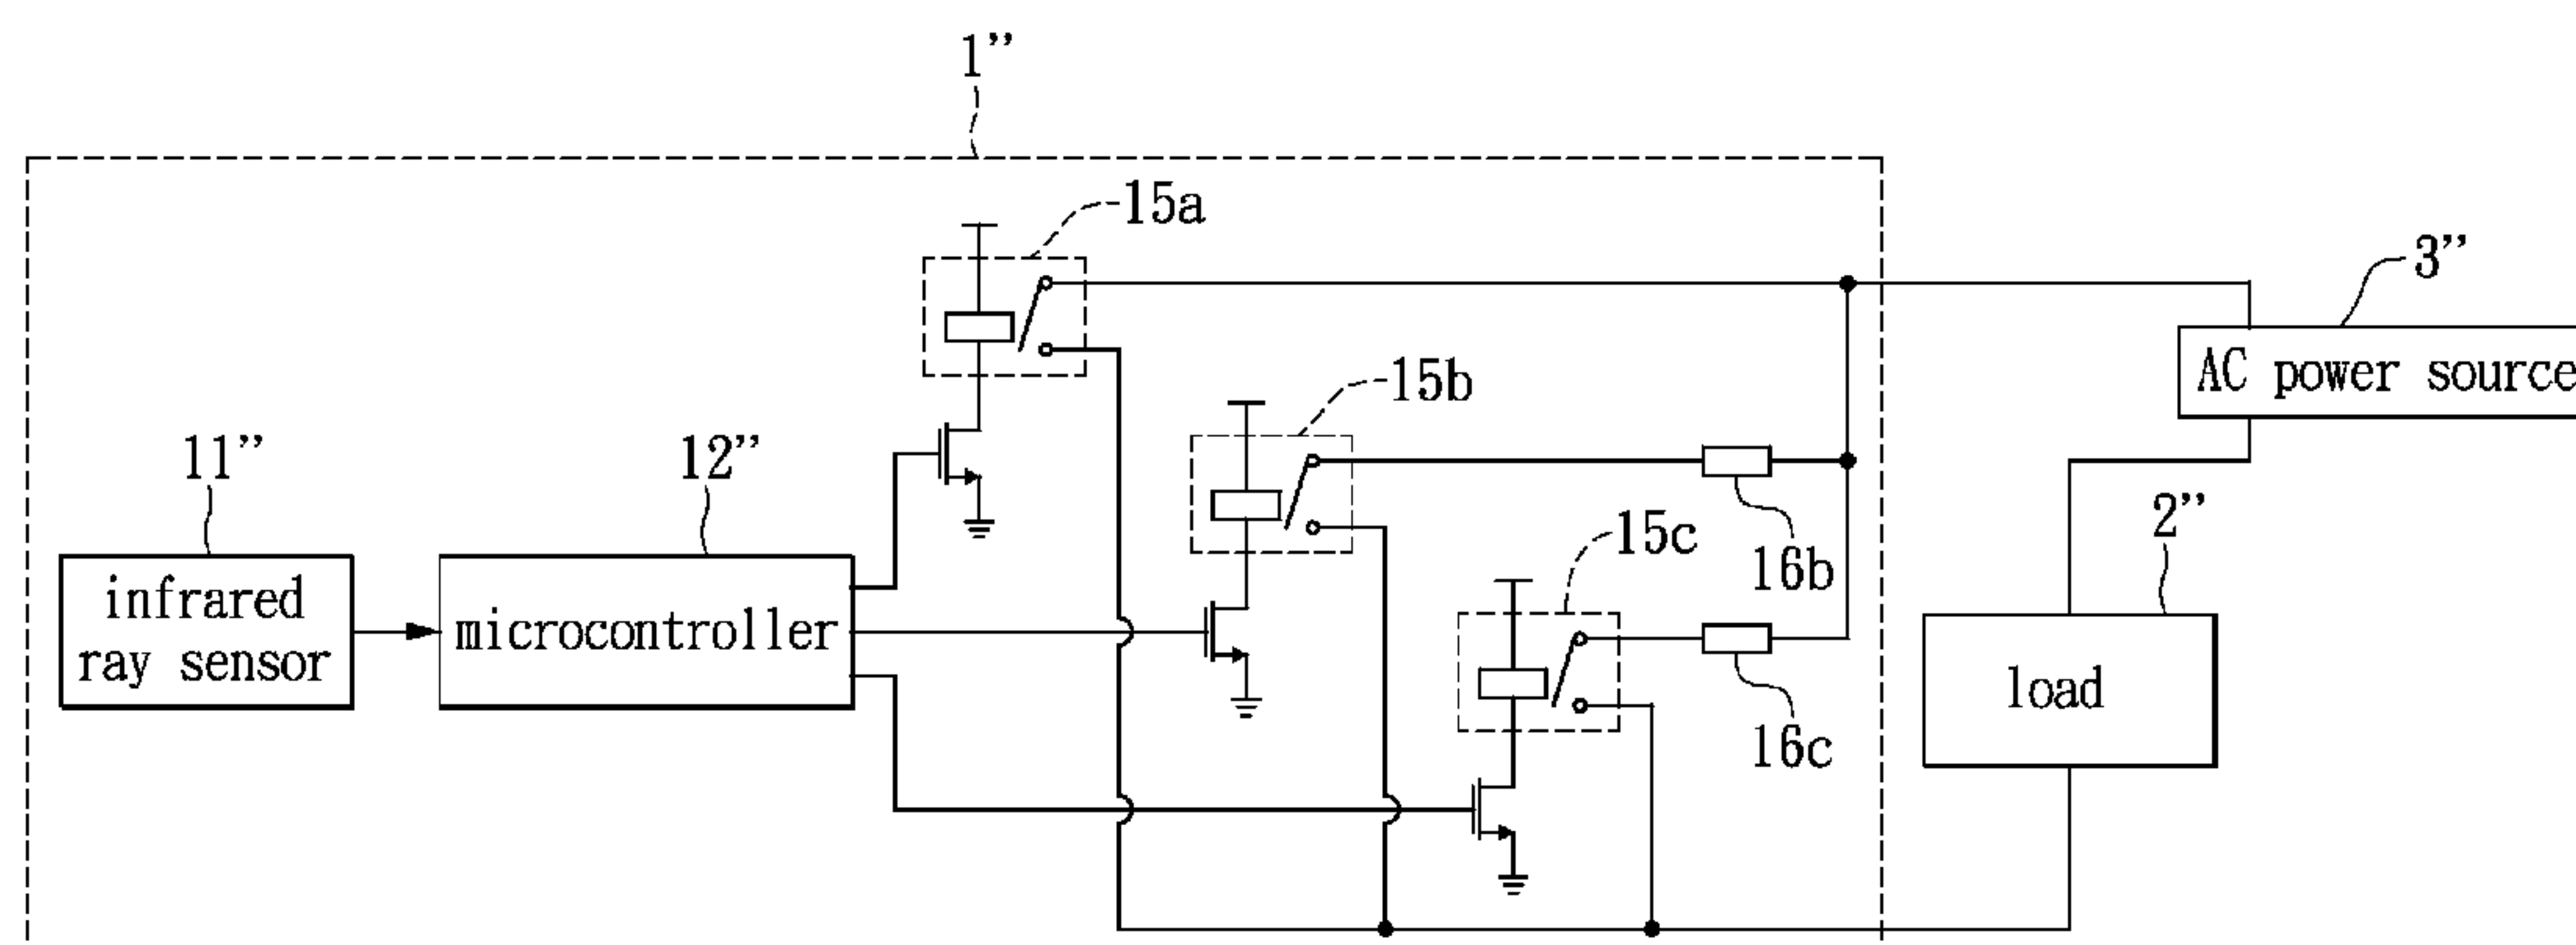 1”
15a
3”
AC power source
15b
11”
12”
2”
15c
16b
infrared
ray sensor
microcontroller
load
16c